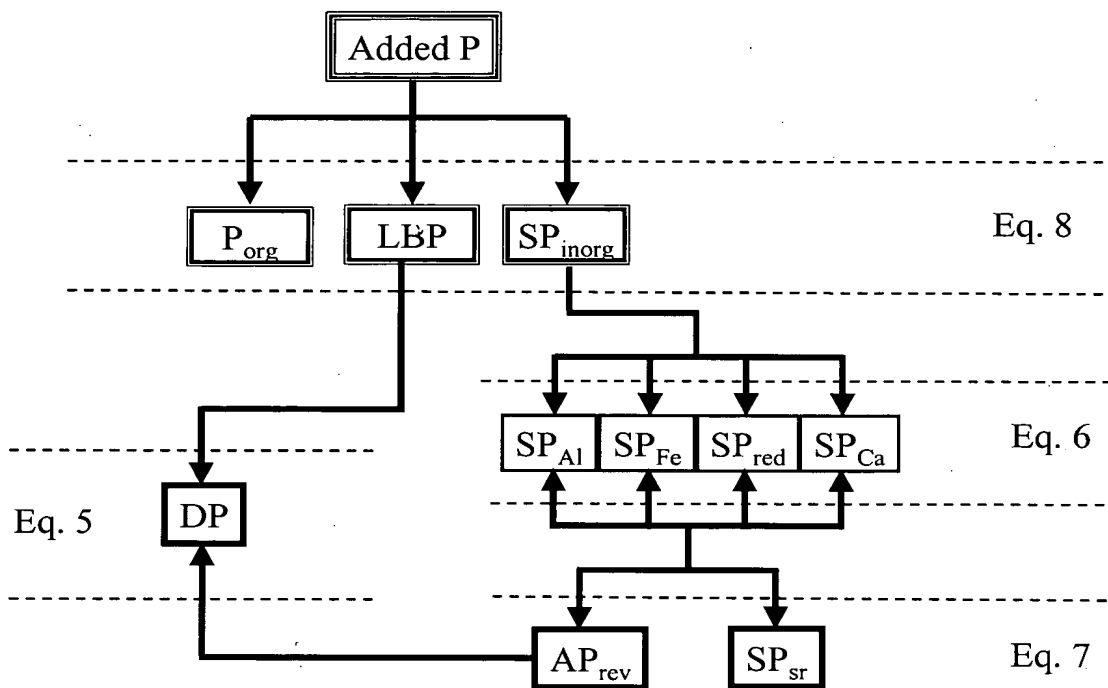 Added P
P_org LBP SP_inorg Eq. 8
SP_Al SP_Fe SP_red SP_Ca Eq. 6
Eq. 5 DP
AP_rev SP_sr Eq. 7